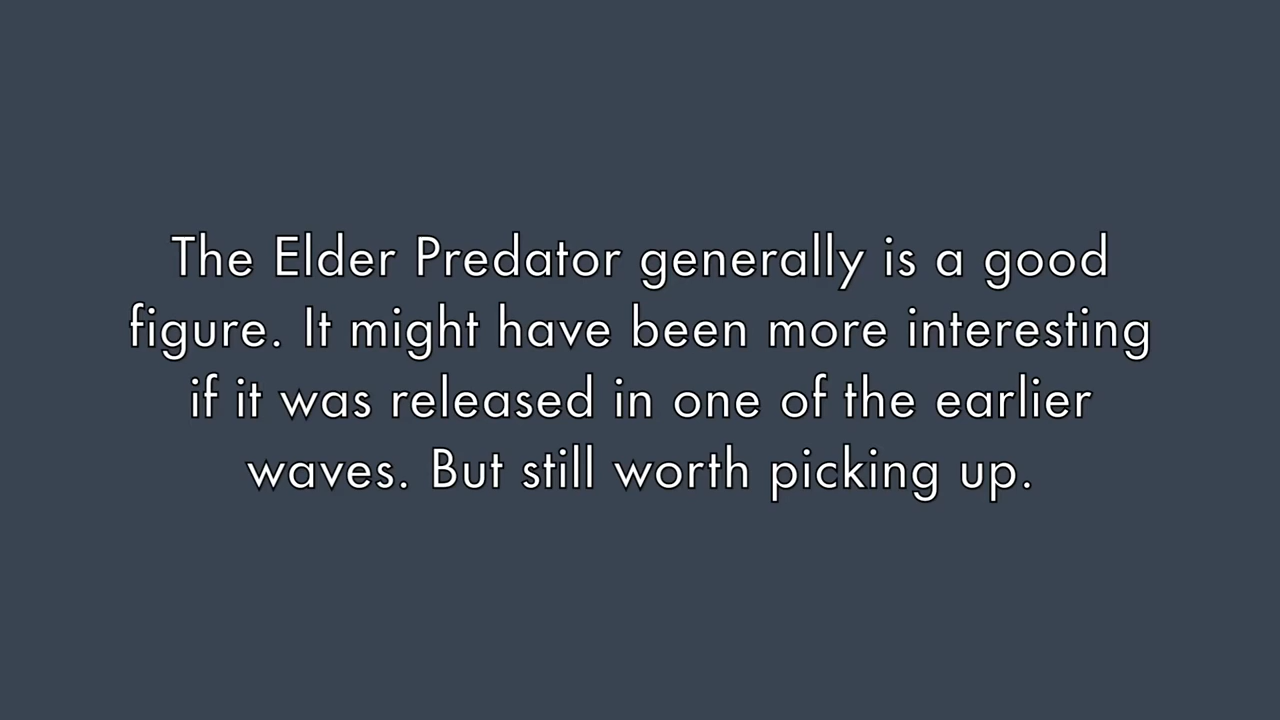 The Elder Predator generally is a good
figure. It might have been more interesting
if it was released in one of the earlier
waves. But still worth picking up.